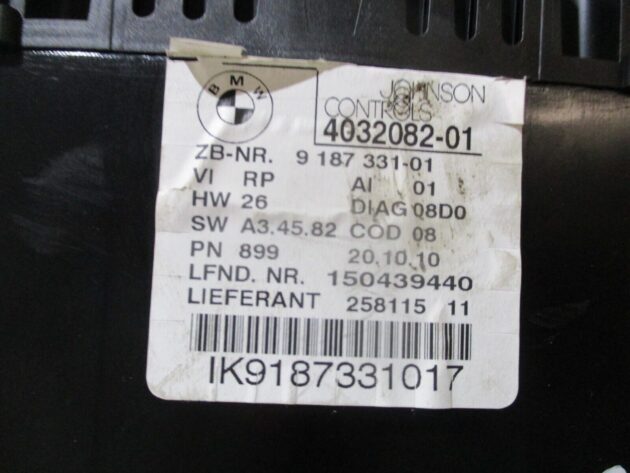 BMW
JOHNSON
CONTROLS
4032082-01
ZB-NR. 9 187 331-01
VI RP AI 01
HW 26 DIAG 08D0
SW A3.45.82 COD 08
PN 899 20.10.10
LFND. NR. 150439440
LIEFERANT 258115 11
IK9187331017